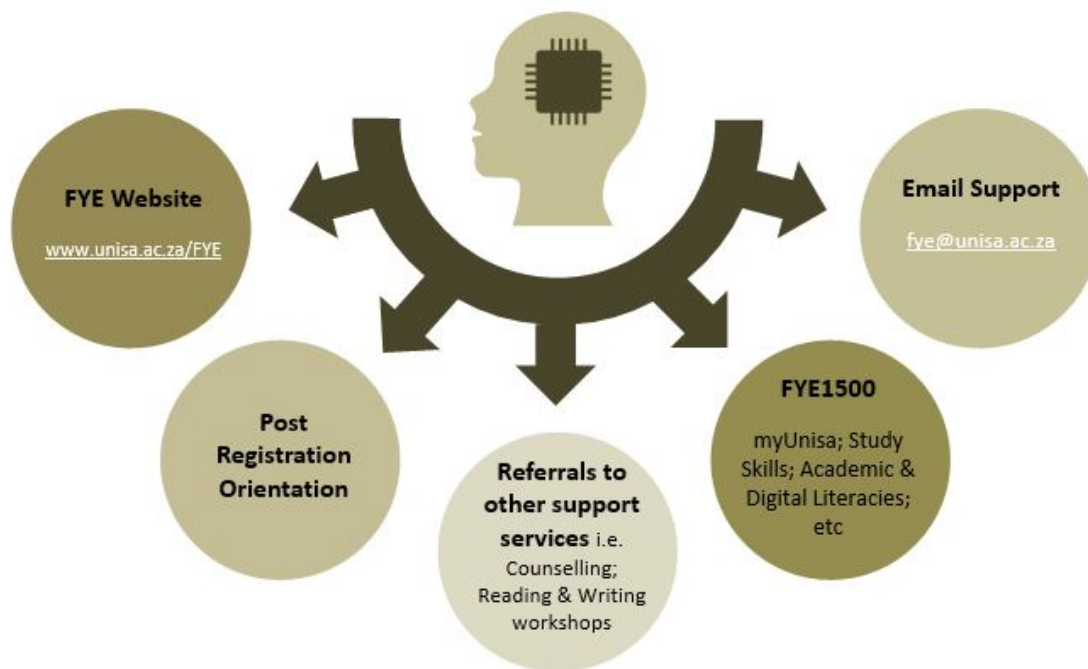 FYE Website
www.unisa.ac.za/FYE
Post
Registration
Orientation
Referrals to
other support
services i.e.
Counselling;
Reading & Writing
workshops
FYE1500
myUnisa; Study
Skills; Academic &
Digital Literacies;
etc
Email Support
fye@unisa.ac.za